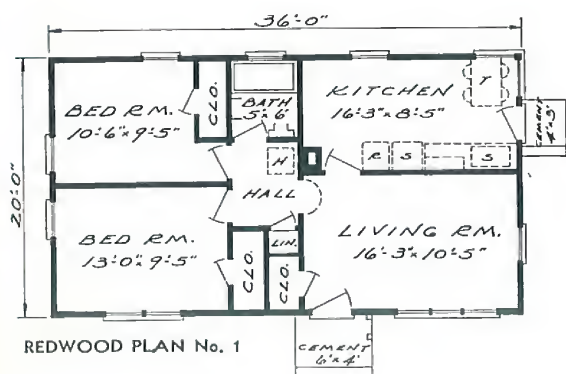 36'-0"
20'-0"
BED RM.
10'-6" x 9'-5"
CLO.
BATH
5' x 6'
KITCHEN
16'-3" x 8'-5"
T
CEMENT
4' x 3'
H
R
S
S
HALL
BED RM.
13'-0" x 9'-5"
CLO.
LIN.
CLO.
LIVING RM.
16'-3" x 10'-5"
CEMENT
6' x 4'
REDWOOD PLAN No. 1